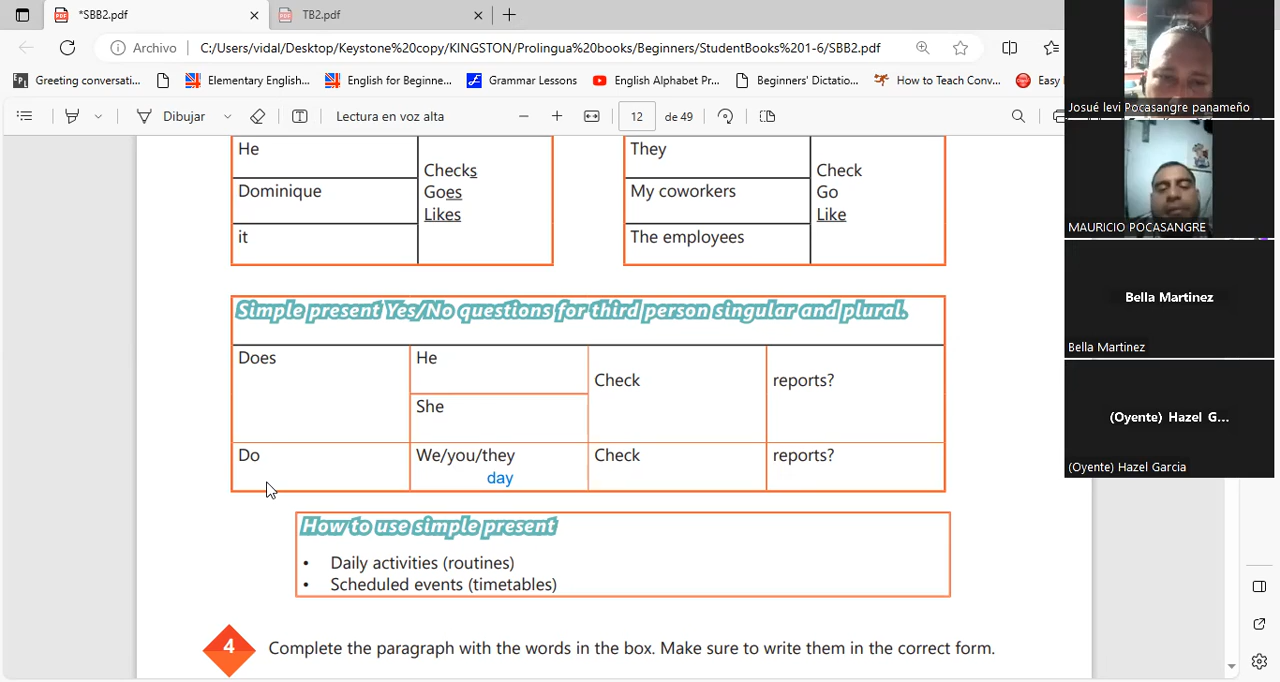 *SBB2.pdf
TB2.pdf
Archivo
C:/Users/vidal/Desktop/Keystone%20copy/KINGSTON/Prolingua%20books/Beginners/StudentBooks%201-6/SBB2.pdf
Greeting conversati...
Elementary English...
English for Beginne...
Grammar Lessons
English Alphabet Pr...
Beginners' Dictatio...
How to Teach Conv...
Easy
Dibujar
Lectura en voz alta
12
de 49
He
Checks
Dominique
Goes
Likes
it
They
Check
My coworkers
Go
Like
The employees
Simple present Yes/No questions for third person singular and plural.
Does
He
Check
reports?
She
Do
We/you/they
Check
reports?
day
How to use simple present
• Daily activities (routines)
• Scheduled events (timetables)
4
Complete the paragraph with the words in the box. Make sure to write them in the correct form.
Josué levi Pocasangre panameño
MAURICIO POCASANGRE
Bella Martinez
Bella Martinez
(Oyente) Hazel G...
(Oyente) Hazel Garcia